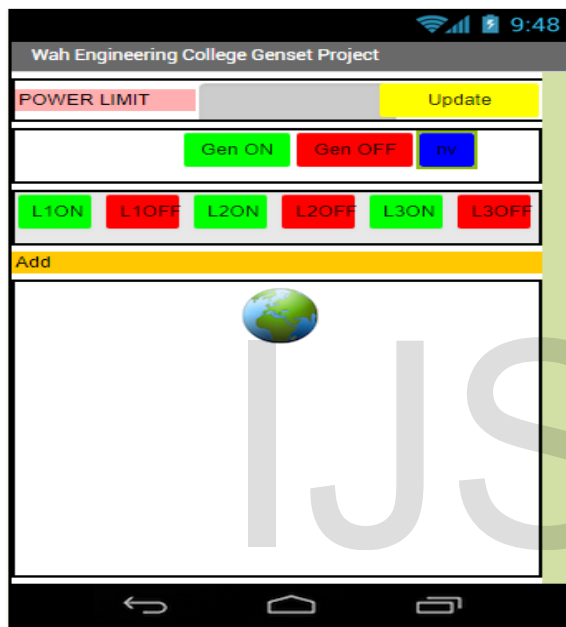 9:48
Wah Engineering College Genset Project
POWER LIMIT Update
Gen ON Gen OFF nv
L1ON L1OFF L2ON L2OFF L3ON L3OFF
Add
IJS